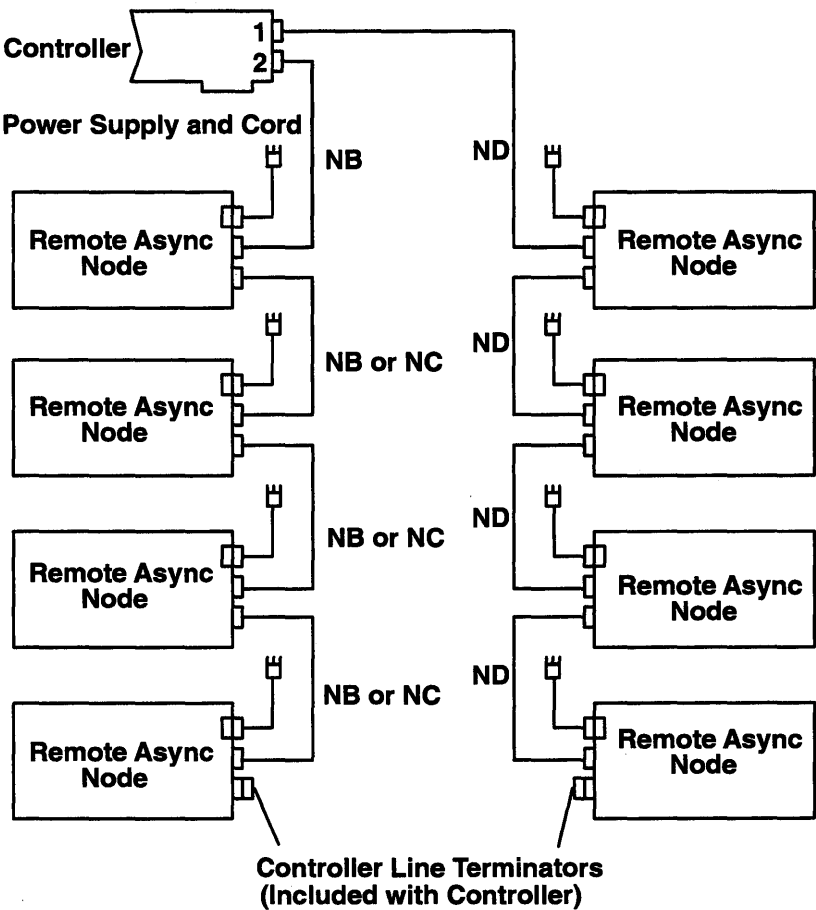 1
Controller
2
Power Supply and Cord
NB
ND
Remote Async
Node
Remote Async
Node
NB or NC
ND
Remote Async
Node
Remote Async
Node
NB or NC
ND
Remote Async
Node
Remote Async
Node
NB or NC
ND
Remote Async
Node
Remote Async
Node
Controller Line Terminators
(Included with Controller)